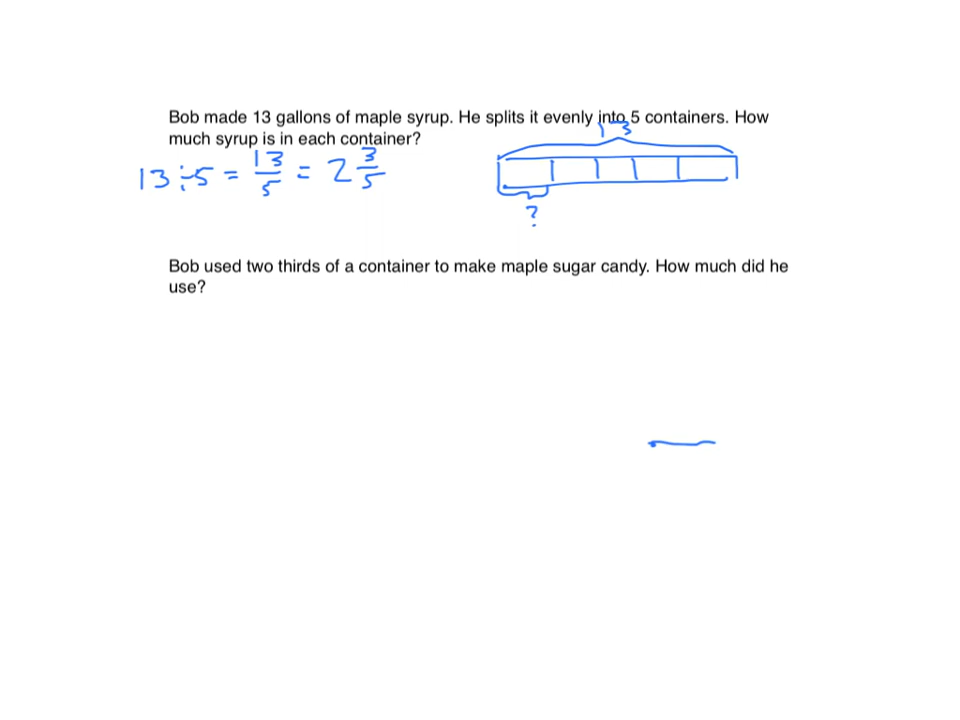 Bob made 13 gallons of maple syrup. He splits it evenly into 5 containers. How
much syrup is in each container?
13
13 ÷ 5 = 13/5 = 2 3/5
?
Bob used two thirds of a container to make maple sugar candy. How much did he
use?